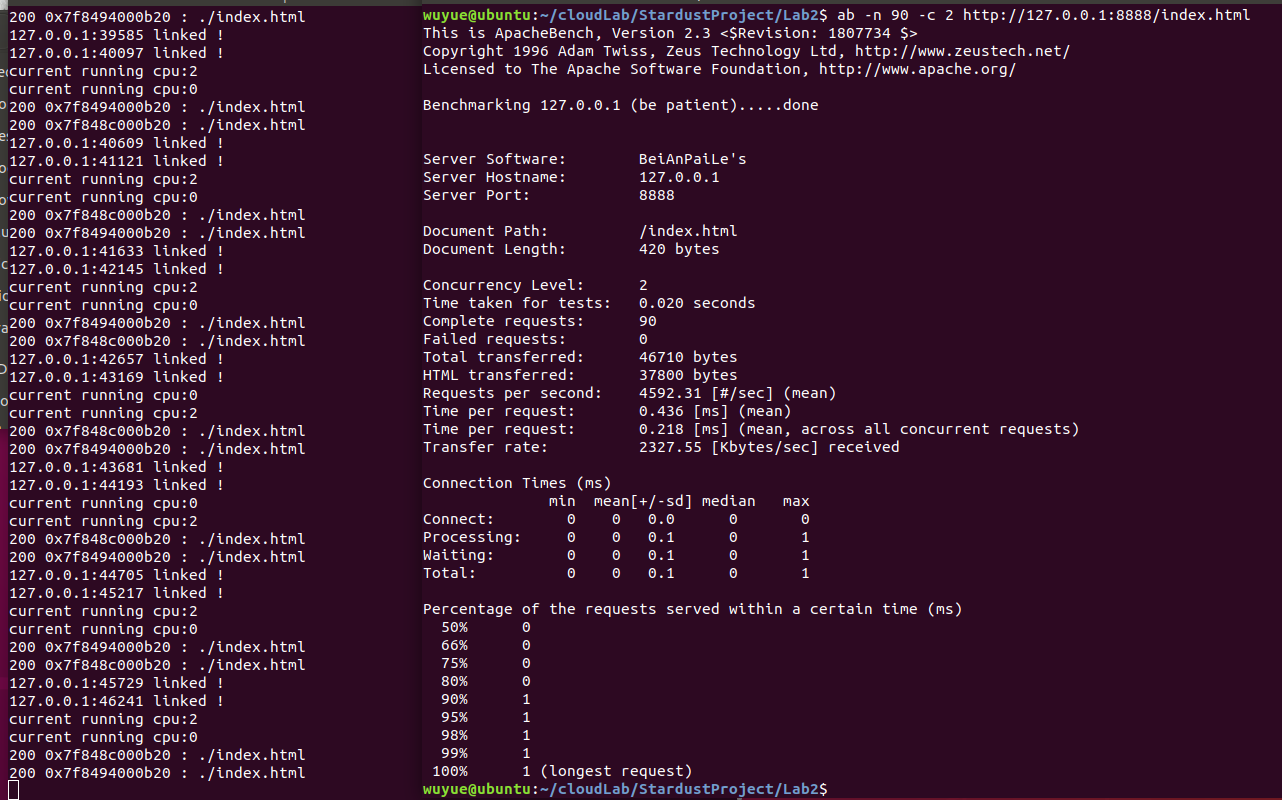 200 0x7f8494000b20 : ./index.html
127.0.0.1:39585 linked !
127.0.0.1:40097 linked !
current running cpu:2
current running cpu:0
200 0x7f8494000b20 : ./index.html
200 0x7f848c000b20 : ./index.html
127.0.0.1:40609 linked !
127.0.0.1:41121 linked !
current running cpu:2
current running cpu:0
200 0x7f848c000b20 : ./index.html
200 0x7f8494000b20 : ./index.html
127.0.0.1:41633 linked !
127.0.0.1:42145 linked !
current running cpu:2
current running cpu:0
200 0x7f8494000b20 : ./index.html
200 0x7f848c000b20 : ./index.html
127.0.0.1:42657 linked !
127.0.0.1:43169 linked !
current running cpu:0
current running cpu:2
200 0x7f848c000b20 : ./index.html
200 0x7f8494000b20 : ./index.html
127.0.0.1:43681 linked !
127.0.0.1:44193 linked !
current running cpu:0
current running cpu:2
200 0x7f848c000b20 : ./index.html
200 0x7f8494000b20 : ./index.html
127.0.0.1:44705 linked !
127.0.0.1:45217 linked !
current running cpu:2
current running cpu:0
200 0x7f8494000b20 : ./index.html
200 0x7f848c000b20 : ./index.html
127.0.0.1:45729 linked !
127.0.0.1:46241 linked !
current running cpu:2
current running cpu:0
200 0x7f848c000b20 : ./index.html
200 0x7f8494000b20 : ./index.html
wuyue@ubuntu:~/cloudLab/StardustProject/Lab2$ ab -n 90 -c 2 http://127.0.0.1:8888/index.html
This is ApacheBench, Version 2.3 <$Revision: 1807734 $>
Copyright 1996 Adam Twiss, Zeus Technology Ltd, http://www.zeustech.net/
Licensed to The Apache Software Foundation, http://www.apache.org/
Benchmarking 127.0.0.1 (be patient).....done
Server Software: BeiAnPaiLe's
Server Hostname: 127.0.0.1
Server Port: 8888
Document Path: /index.html
Document Length: 420 bytes
Concurrency Level: 2
Time taken for tests: 0.020 seconds
Complete requests: 90
Failed requests: 0
Total transferred: 46710 bytes
HTML transferred: 37800 bytes
Requests per second: 4592.31 [#/sec] (mean)
Time per request: 0.436 [ms] (mean)
Time per request: 0.218 [ms] (mean, across all concurrent requests)
Transfer rate: 2327.55 [Kbytes/sec] received
Connection Times (ms)
min mean[+/-sd] median max
Connect: 0 0 0.0 0 0
Processing: 0 0 0.1 0 1
Waiting: 0 0 0.1 0 1
Total: 0 0 0.1 0 1
Percentage of the requests served within a certain time (ms)
50% 0
66% 0
75% 0
80% 0
90% 1
95% 1
98% 1
99% 1
100% 1 (longest request)
wuyue@ubuntu:~/cloudLab/StardustProject/Lab2$